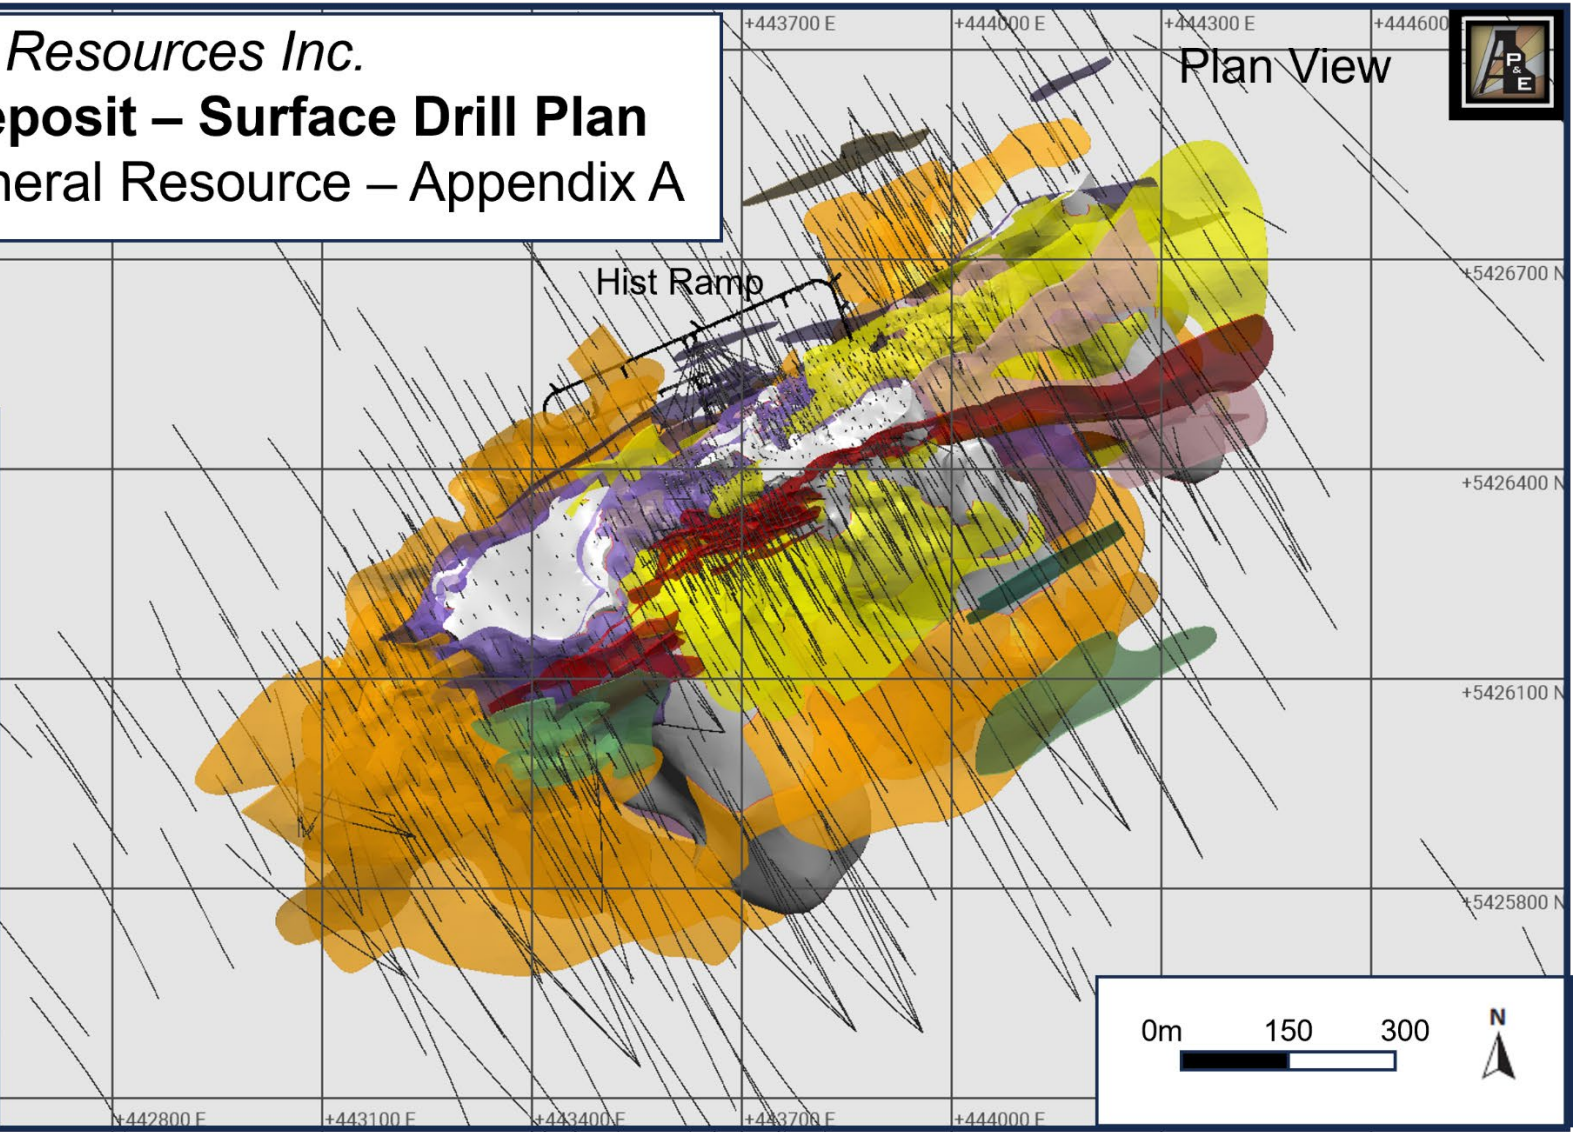 Resources Inc.
eposit – Surface Drill Plan
neral Resource – Appendix A
+443700 E
+444000 E
+444300 E
+444600
Plan View
P
&
E
Hist Ramp
+5426700 N
+5426400 N
+5426100 N
+5425800 N
0m 150 300
N
+442800 E
+443100 E
+443400 E
+443700 E
+444000 E